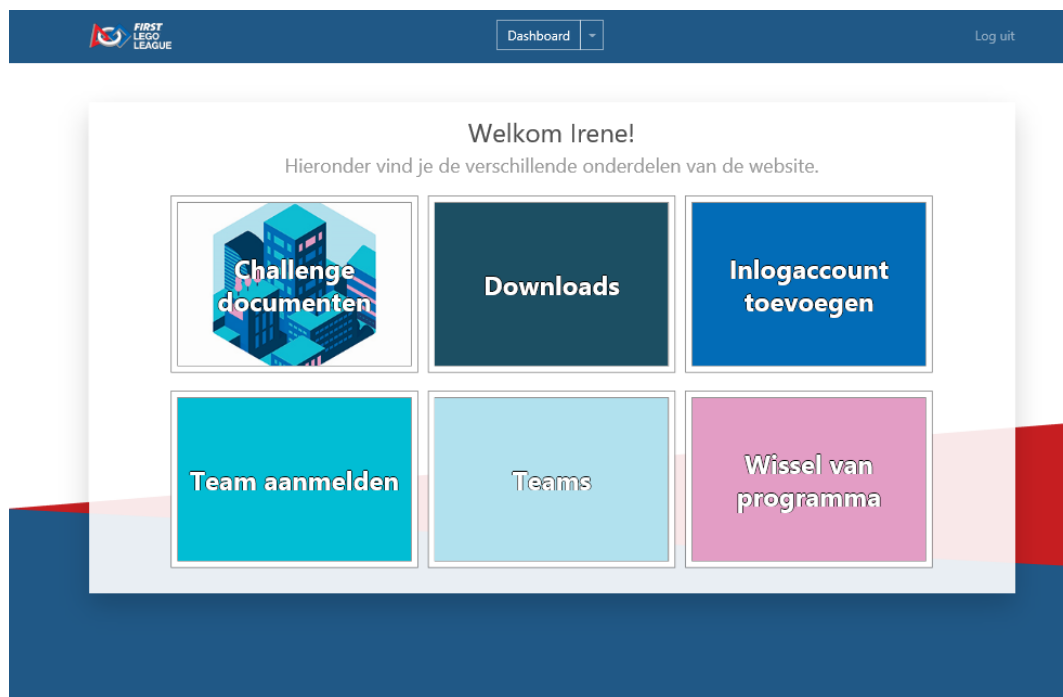 FIRST
LEGO
LEAGUE
Dashboard
Log uit
Welkom Irene!
Hieronder vind je de verschillende onderdelen van de website.
Challenge
documenten
Downloads
Inlogaccount
toevoegen
Team aanmelden
Teams
Wissel van
programma